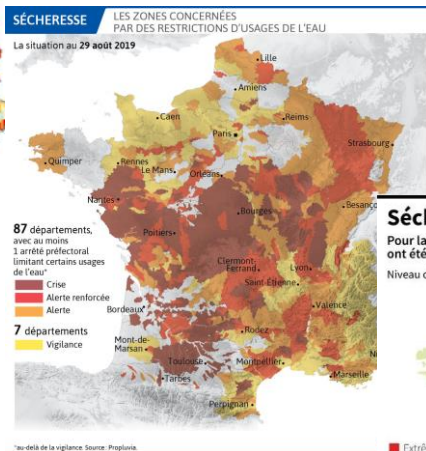 SÉCHERESSE
LES ZONES CONCERNÉES
PAR DES RESTRICTIONS D'USAGES DE L'EAU
La situation au 29 août 2019
Lille
Amiens
Caen
Paris
Reims
Strasbourg
Quimper
Rennes
Le Mans
Orléans
Nantes
Bourges
Besanço
Poitiers
87 départements,
avec au moins
1 arrêté préfectoral
limitant certains usages
de l'eau*
Crise
Alerte renforcée
Alerte
7 départements
Vigilance
Clermont-
Ferrand
Lyon
Saint-Étienne
Bordeaux
Valence
Rodez
Mont-de-
Marsan
Toulouse
Montpellier
Ni
Marseille
Tarbes
Perpignan
*au-delà de la vigilance. Source: Propluvia.
Séch
Pour la
ont été
Niveau d
Extrê